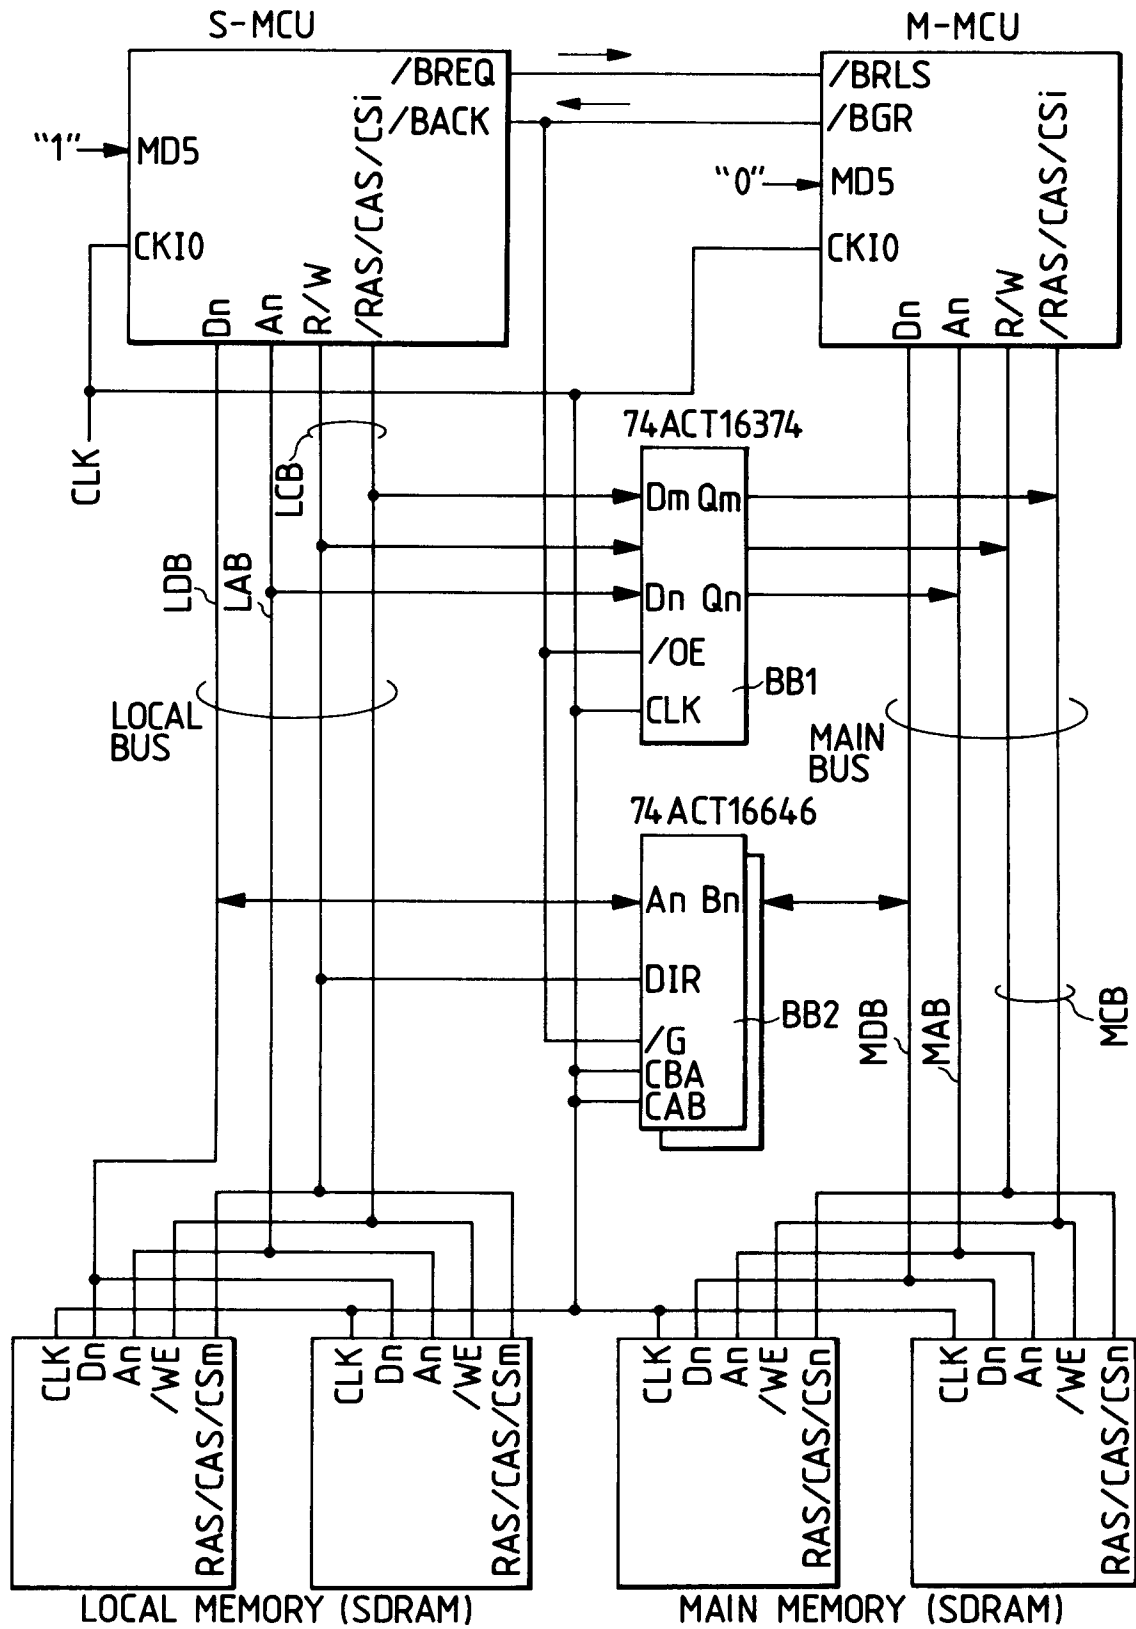 S-MCU
M-MCU
/BREQ
/BACK
/RAS/CAS/CSi
"1"
MD5
CKIO
Dn
An
R/W
/BRLS
/BGR
"0"
MD5
CKIO
Dn
An
R/W
/RAS/CAS/CSi
CLK
LCB
LDB
LAB
LOCAL
BUS
74ACT16374
Dm Qm
Dn Qn
/OE
CLK
BB1
MAIN
BUS
74ACT16646
An Bn
DIR
/G
CBA
CAB
BB2
MDB
MAB
MCB
CLK
Dn
An
/WE
RAS/CAS/CSm
CLK
Dn
An
/WE
RAS/CAS/CSm
CLK
Dn
An
/WE
RAS/CAS/CSn
CLK
Dn
An
/WE
RAS/CAS/CSn
LOCAL MEMORY (SDRAM)
MAIN MEMORY (SDRAM)